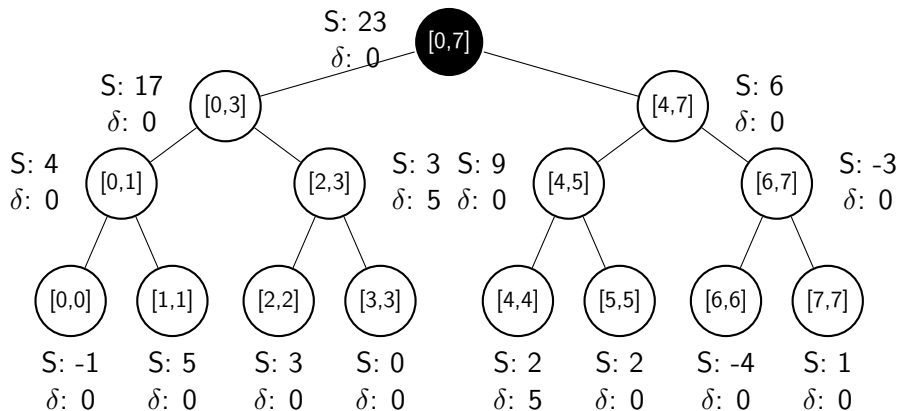 S: 23
δ: 0
[0,7]
S: 17
δ: 0
[0,3]
[4,7]
S: 6
δ: 0
S: 4
δ: 0
[0,1]
[2,3]
S: 3
δ: 5
S: 9
δ: 0
[4,5]
[6,7]
S: -3
δ: 0
[0,0]
[1,1]
[2,2]
[3,3]
[4,4]
[5,5]
[6,6]
[7,7]
S: -1
δ: 0
S: 5
δ: 0
S: 3
δ: 0
S: 0
δ: 0
S: 2
δ: 5
S: 2
δ: 0
S: -4
δ: 0
S: 1
δ: 0